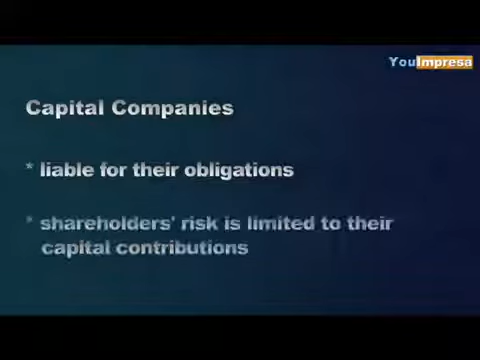 YouImpresa
Capital Companies
* liable for their obligations
* shareholders' risk is limited to their
capital contributions